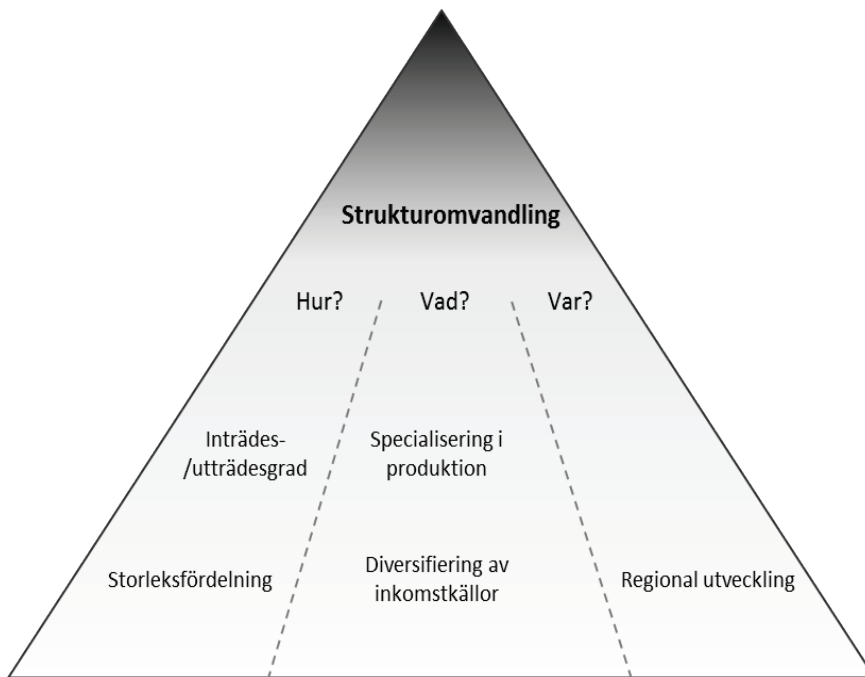 Strukturomvandling
Hur?
Vad?
Var?
Inträdes-
/utträdesgrad
Specialisering i
produktion
Storleksfördelning
Diversifiering av
inkomstkällor
Regional utveckling